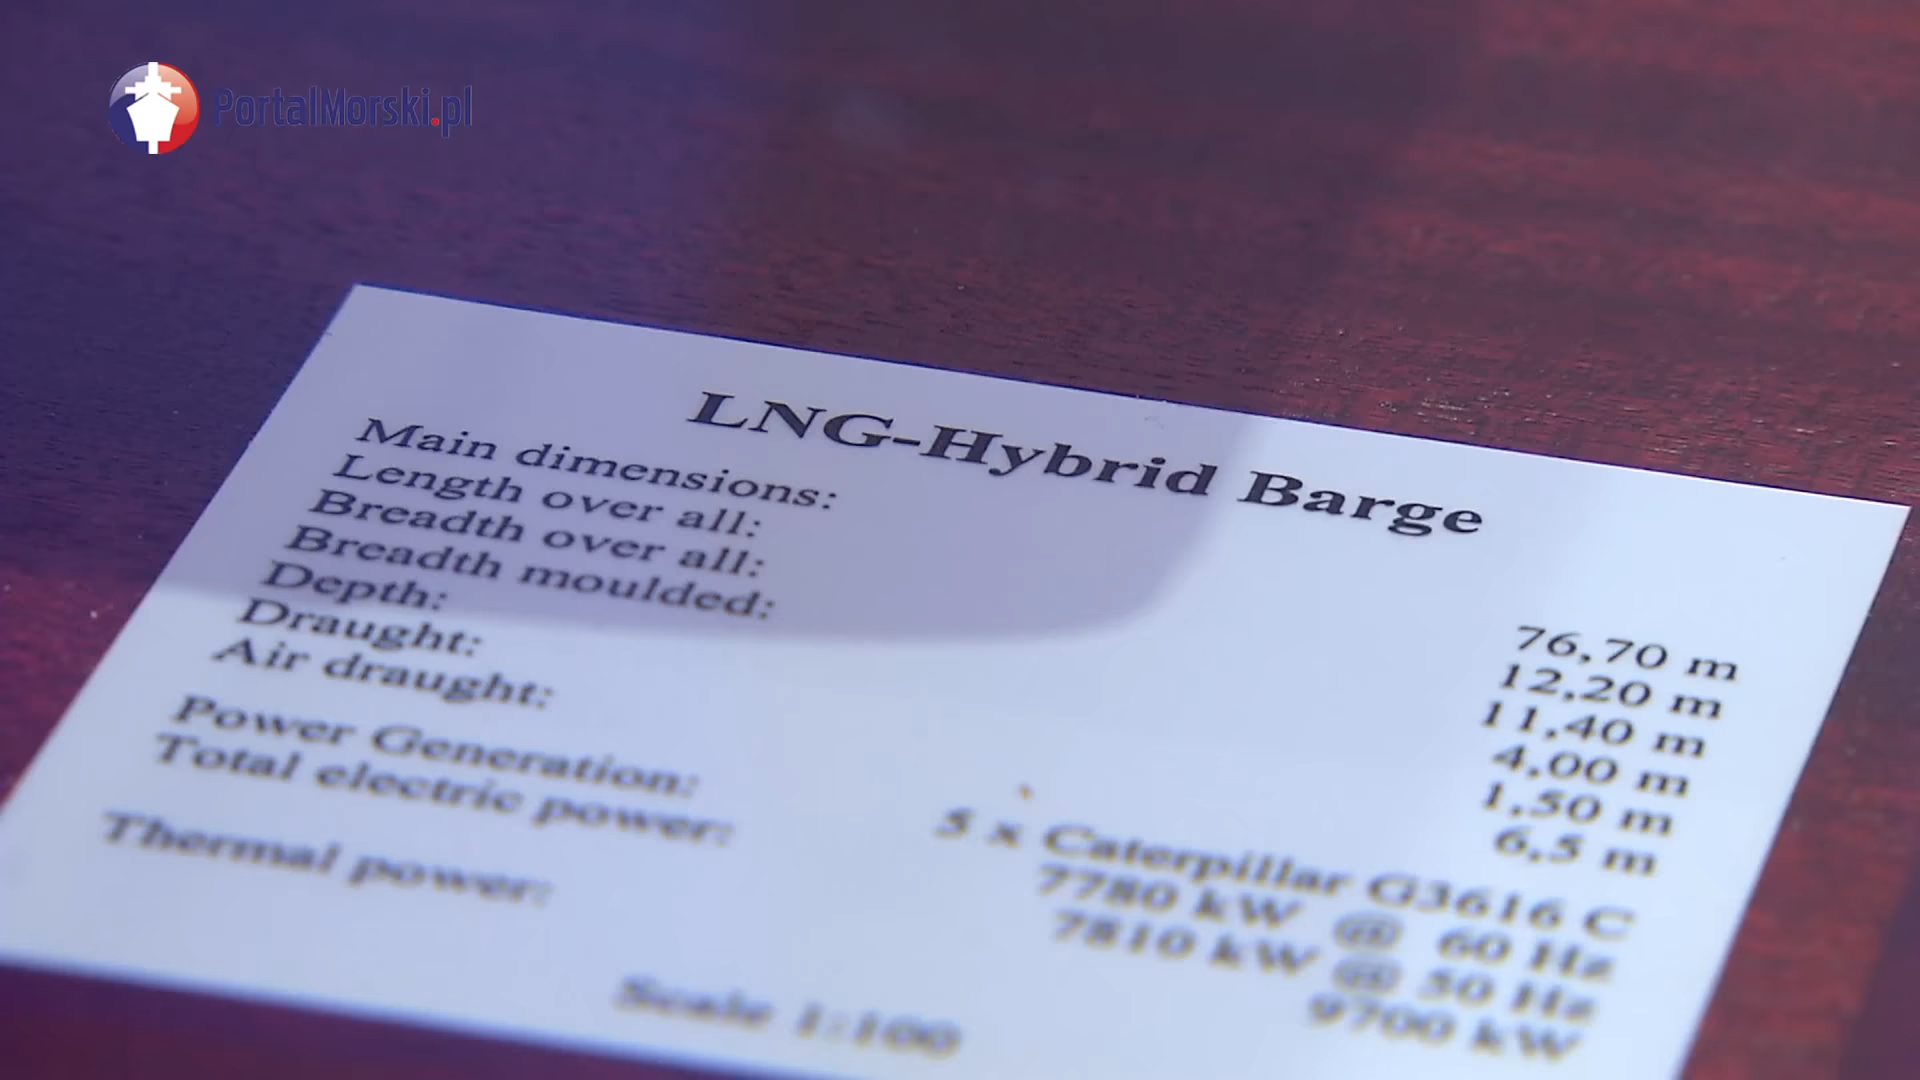 PortalMorski.pl
LNG-Hybrid Barge
Main dimensions:
Length over all: 76,70 m
Breadth over all: 12,20 m
Breadth moulded: 11,40 m
Depth: 4,00 m
Draught: 1,50 m
Air draught: 6,5 m
Power Generation: 5 x Caterpillar G3616 C
Total electric power: 7780 kW @ 60 Hz
7810 kW @ 50 Hz
Thermal power: 9700 kW
Scale 1:100